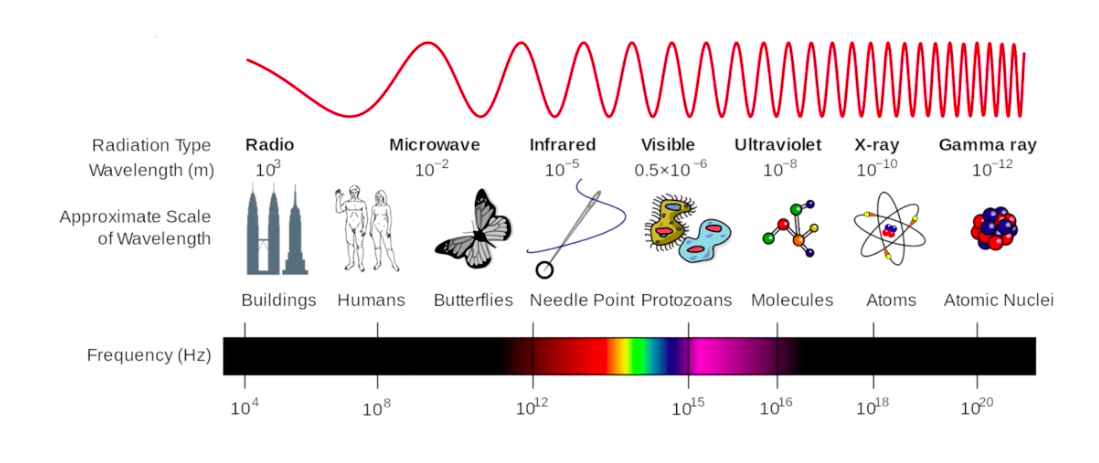 Radiation Type Radio Microwave Infrared Visible Ultraviolet X-ray Gamma ray
Wavelength (m) 10³ 10⁻² 10⁻⁵ 0.5×10⁻⁶ 10⁻⁸ 10⁻¹⁰ 10⁻¹²
Approximate Scale
of Wavelength
Buildings Humans Butterflies Needle Point Protozoans Molecules Atoms Atomic Nuclei
Frequency (Hz)
10⁴ 10⁸ 10¹² 10¹⁵ 10¹⁶ 10¹⁸ 10²⁰